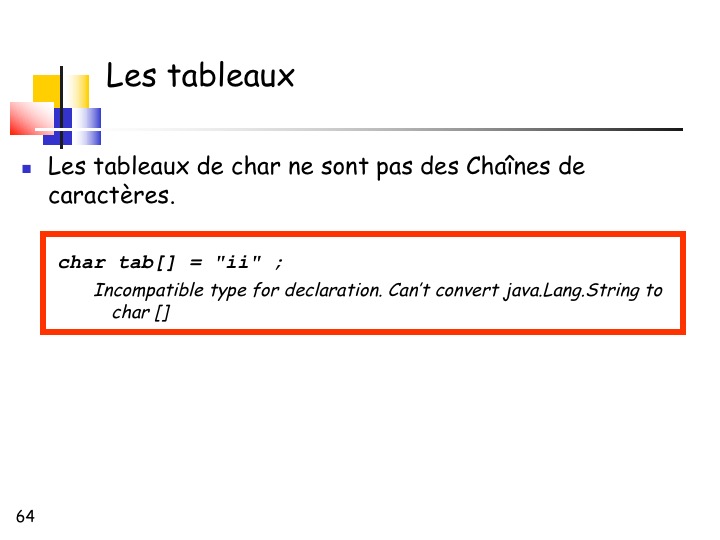 Les tableaux
Les tableaux de char ne sont pas des Chaînes de
caractères.
char tab[] = "ii" ;
Incompatible type for declaration. Can’t convert java.Lang.String to
char []
64